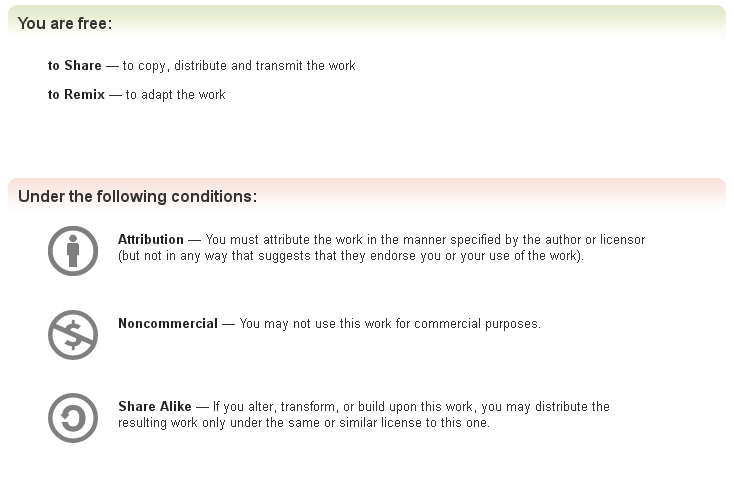 You are free:
to Share — to copy, distribute and transmit the work
to Remix — to adapt the work
Under the following conditions:
Attribution — You must attribute the work in the manner specified by the author or licensor
(but not in any way that suggests that they endorse you or your use of the work).
Noncommercial — You may not use this work for commercial purposes.
Share Alike — If you alter, transform, or build upon this work, you may distribute the
resulting work only under the same or similar license to this one.